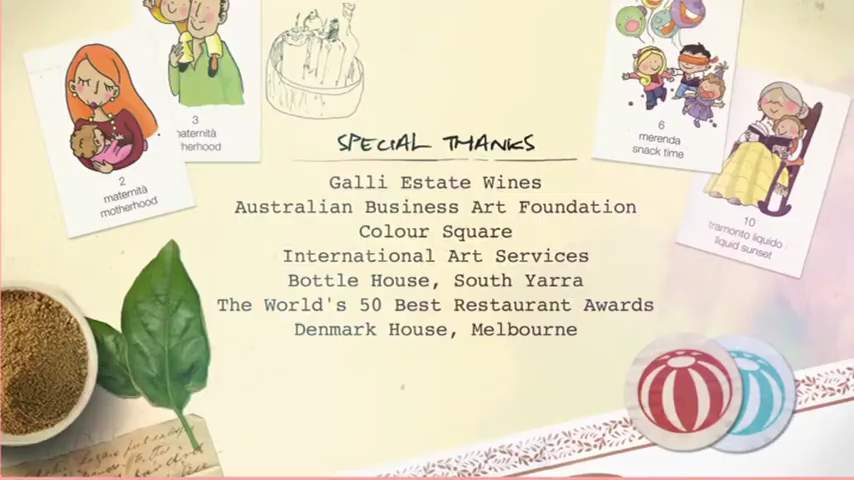 3
maternità
motherhood
2
maternità
motherhood
6
merenda
snack time
10
tramonto liquido
liquid sunset
SPECIAL THANKS
Galli Estate Wines
Australian Business Art Foundation
Colour Square
International Art Services
Bottle House, South Yarra
The World's 50 Best Restaurant Awards
Denmark House, Melbourne